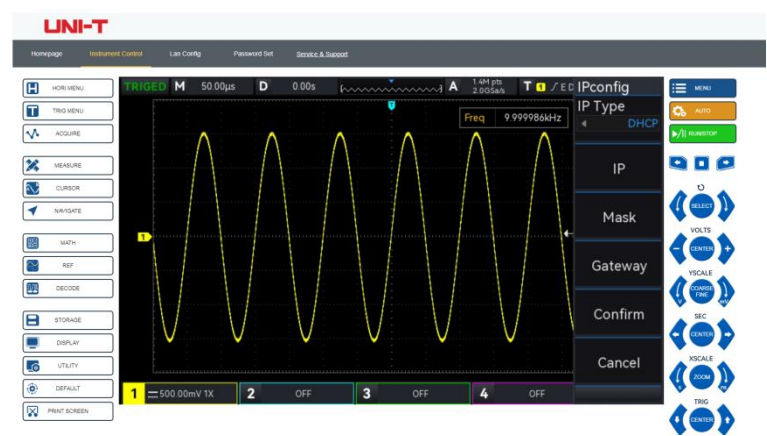 UNI-T
Homepage Instrument Control Lan Config Password Set Service & Support
HORI MENU
TRIG MENU
ACQUIRE
MEASURE
CURSOR
NAVIGATE
MATH
REF
DECODE
STORAGE
DISPLAY
UTILITY
DEFAULT
PRINT SCREEN
TRIGED M 50.00μs D 0.00s A 1.4M pts 2.0GSa/s T 1 E
Freq 9.999986kHz
T
1
IPconfig
IP Type
DHCP
IP
Mask
Gateway
Confirm
Cancel
1 500.00mV 1X 2 OFF 3 OFF 4 OFF
MENU
AUTO
RUN/STOP
SELECT
VOLTS
CENTER
YSCALE
V COARSE FINE mV
SEC
CENTER
XSCALE
ZOOM
TRIG
CENTER